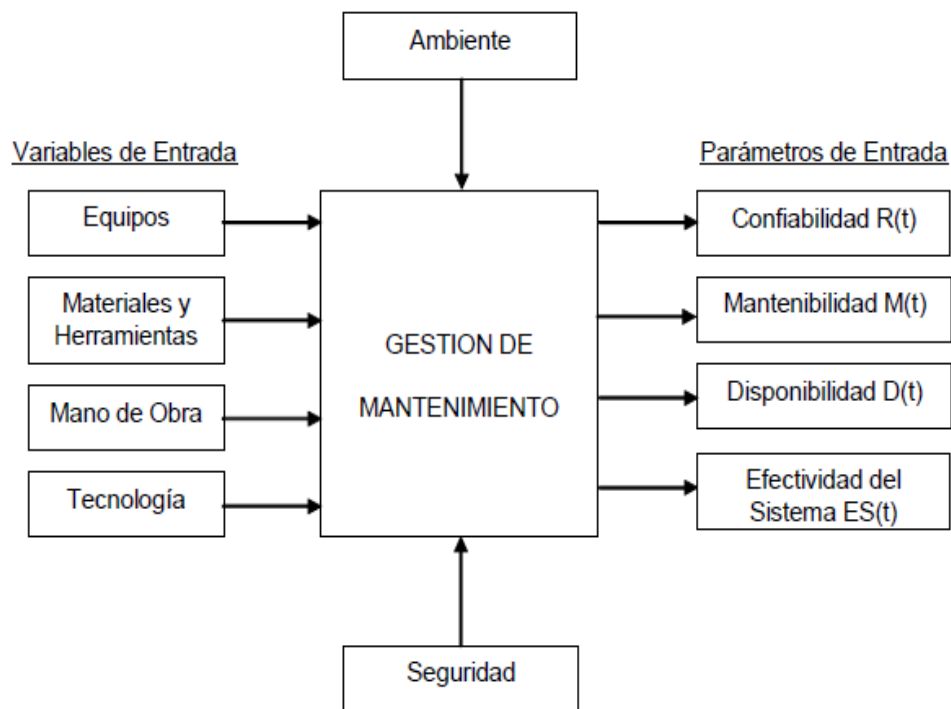 Ambiente
Variables de Entrada
Parámetros de Entrada
Equipos
Materiales y
Herramientas
Mano de Obra
Tecnología
GESTION DE
MANTENIMIENTO
Confiabilidad R(t)
Mantenibilidad M(t)
Disponibilidad D(t)
Efectividad del
Sistema ES(t)
Seguridad